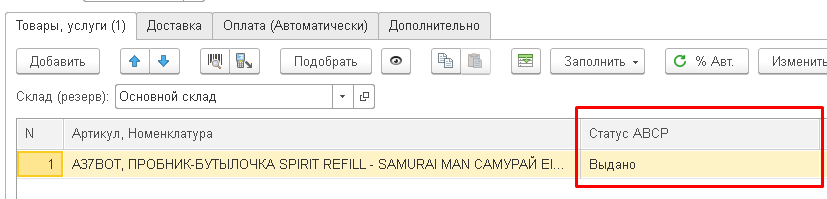 Товары, услуги (1) Доставка Оплата (Автоматически) Дополнительно
Добавить Подобрать Заполнить % Авт. Изменить
Склад (резерв): Основной склад
N Артикул, Номенклатура Статус ABCP
1 A37BOT, ПРОБНИК-БУТЫЛОЧКА SPIRIT REFILL - SAMURAI MAN САМУРАЙ EI... Выдано